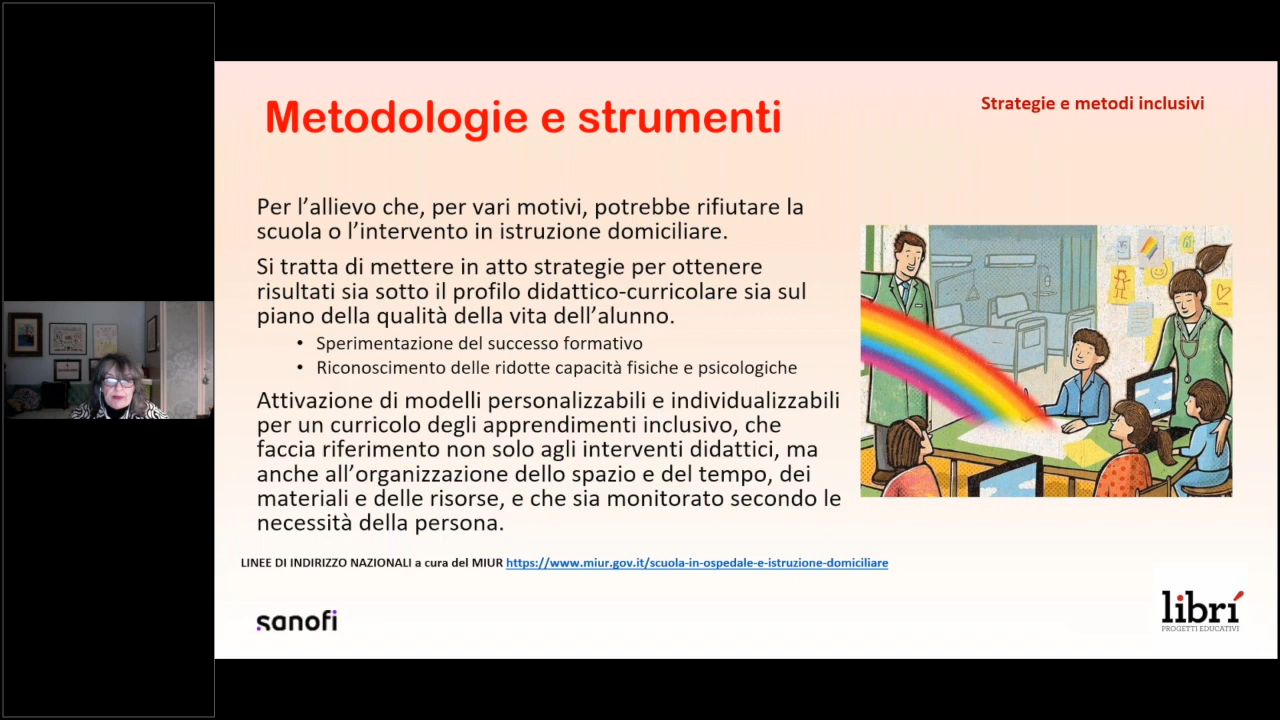 Metodologie e strumenti
Strategie e metodi inclusivi
Per l'allievo che, per vari motivi, potrebbe rifiutare la
scuola o l'intervento in istruzione domiciliare.
Si tratta di mettere in atto strategie per ottenere
risultati sia sotto il profilo didattico-curricolare sia sul
piano della qualità della vita dell'alunno.
• Sperimentazione del successo formativo
• Riconoscimento delle ridotte capacità fisiche e psicologiche
Attivazione di modelli personalizzabili e individualizzabili
per un curricolo degli apprendimenti inclusivo, che
faccia riferimento non solo agli interventi didattici, ma
anche all'organizzazione dello spazio e del tempo, dei
materiali e delle risorse, e che sia monitorato secondo le
necessità della persona.
LINEE DI INDIRIZZO NAZIONALI a cura del MIUR https://www.miur.gov.it/scuola-in-ospedale-e-istruzione-domiciliare
sanofi
librí
PROGETTI EDUCATIVI